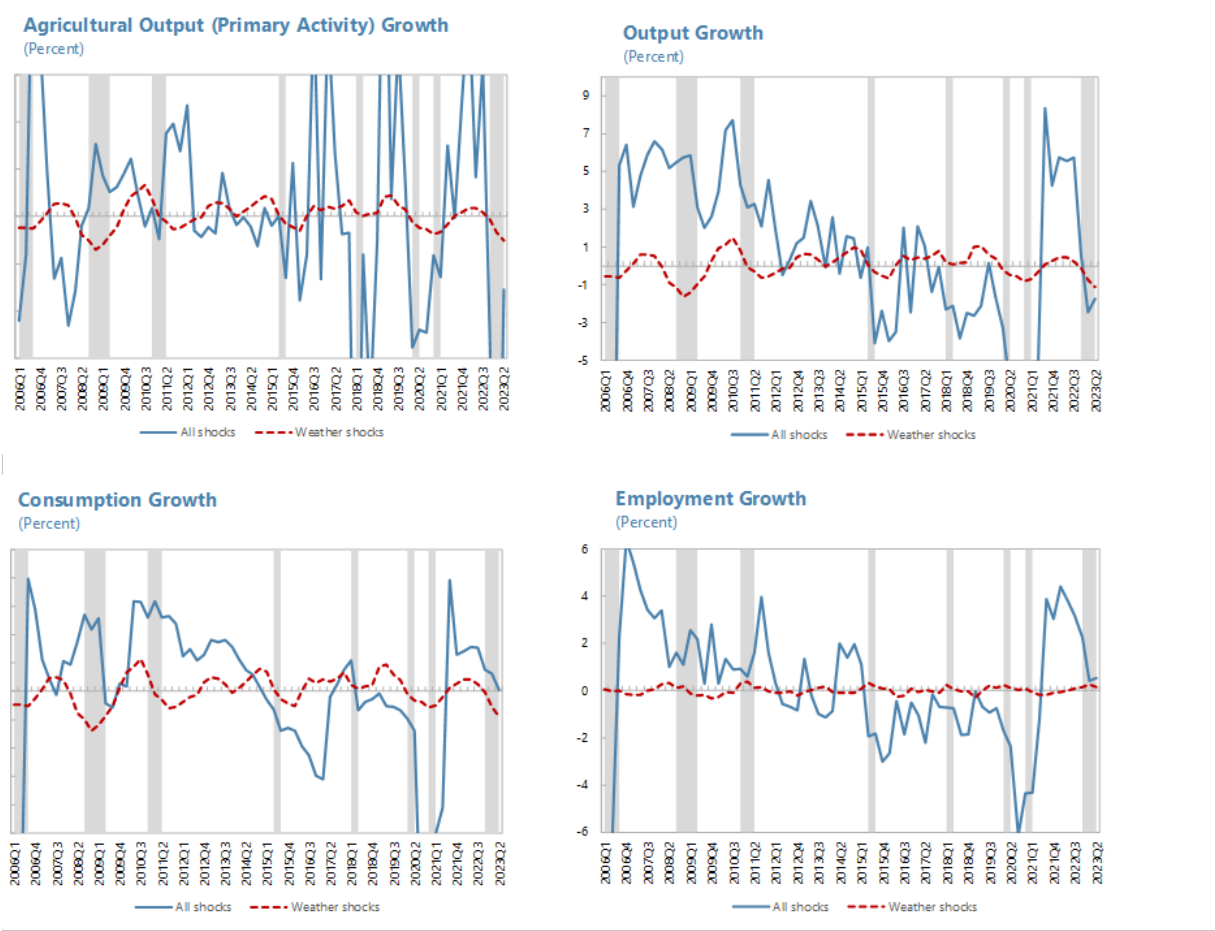 Agricultural Output (Primary Activity) Growth
(Percent)
2006Q1
2006Q4
2007Q3
2008Q2
2009Q1
2009Q4
2010Q3
2011Q2
2012Q1
2012Q4
2013Q3
2014Q2
2015Q1
2015Q4
2016Q3
2017Q2
2018Q1
2018Q4
2019Q3
2020Q2
2021Q1
2021Q4
2022Q3
2023Q2
All shocks Weather shocks
Output Growth
(Percent)
9
7
5
3
1
-1
-3
-5
2006Q1
2006Q4
2007Q3
2008Q2
2009Q1
2009Q4
2010Q3
2011Q2
2012Q1
2012Q4
2013Q3
2014Q2
2015Q1
2015Q4
2016Q3
2017Q2
2018Q1
2018Q4
2019Q3
2020Q2
2021Q1
2021Q4
2022Q3
2023Q2
All shocks Weather shocks
Consumption Growth
(Percent)
2006Q1
2006Q4
2007Q3
2008Q2
2009Q1
2009Q4
2010Q3
2011Q2
2012Q1
2012Q4
2013Q3
2014Q2
2015Q1
2015Q4
2016Q3
2017Q2
2018Q1
2018Q4
2019Q3
2020Q2
2021Q1
2021Q4
2022Q3
2023Q2
All shocks Weather shocks
Employment Growth
(Percent)
6
4
2
0
-2
-4
-6
2006Q1
2006Q4
2007Q3
2008Q2
2009Q1
2009Q4
2010Q3
2011Q2
2012Q1
2012Q4
2013Q3
2014Q2
2015Q1
2015Q4
2016Q3
2017Q2
2018Q1
2018Q4
2019Q3
2020Q2
2021Q1
2021Q4
2022Q3
2023Q2
All shocks Weather shocks